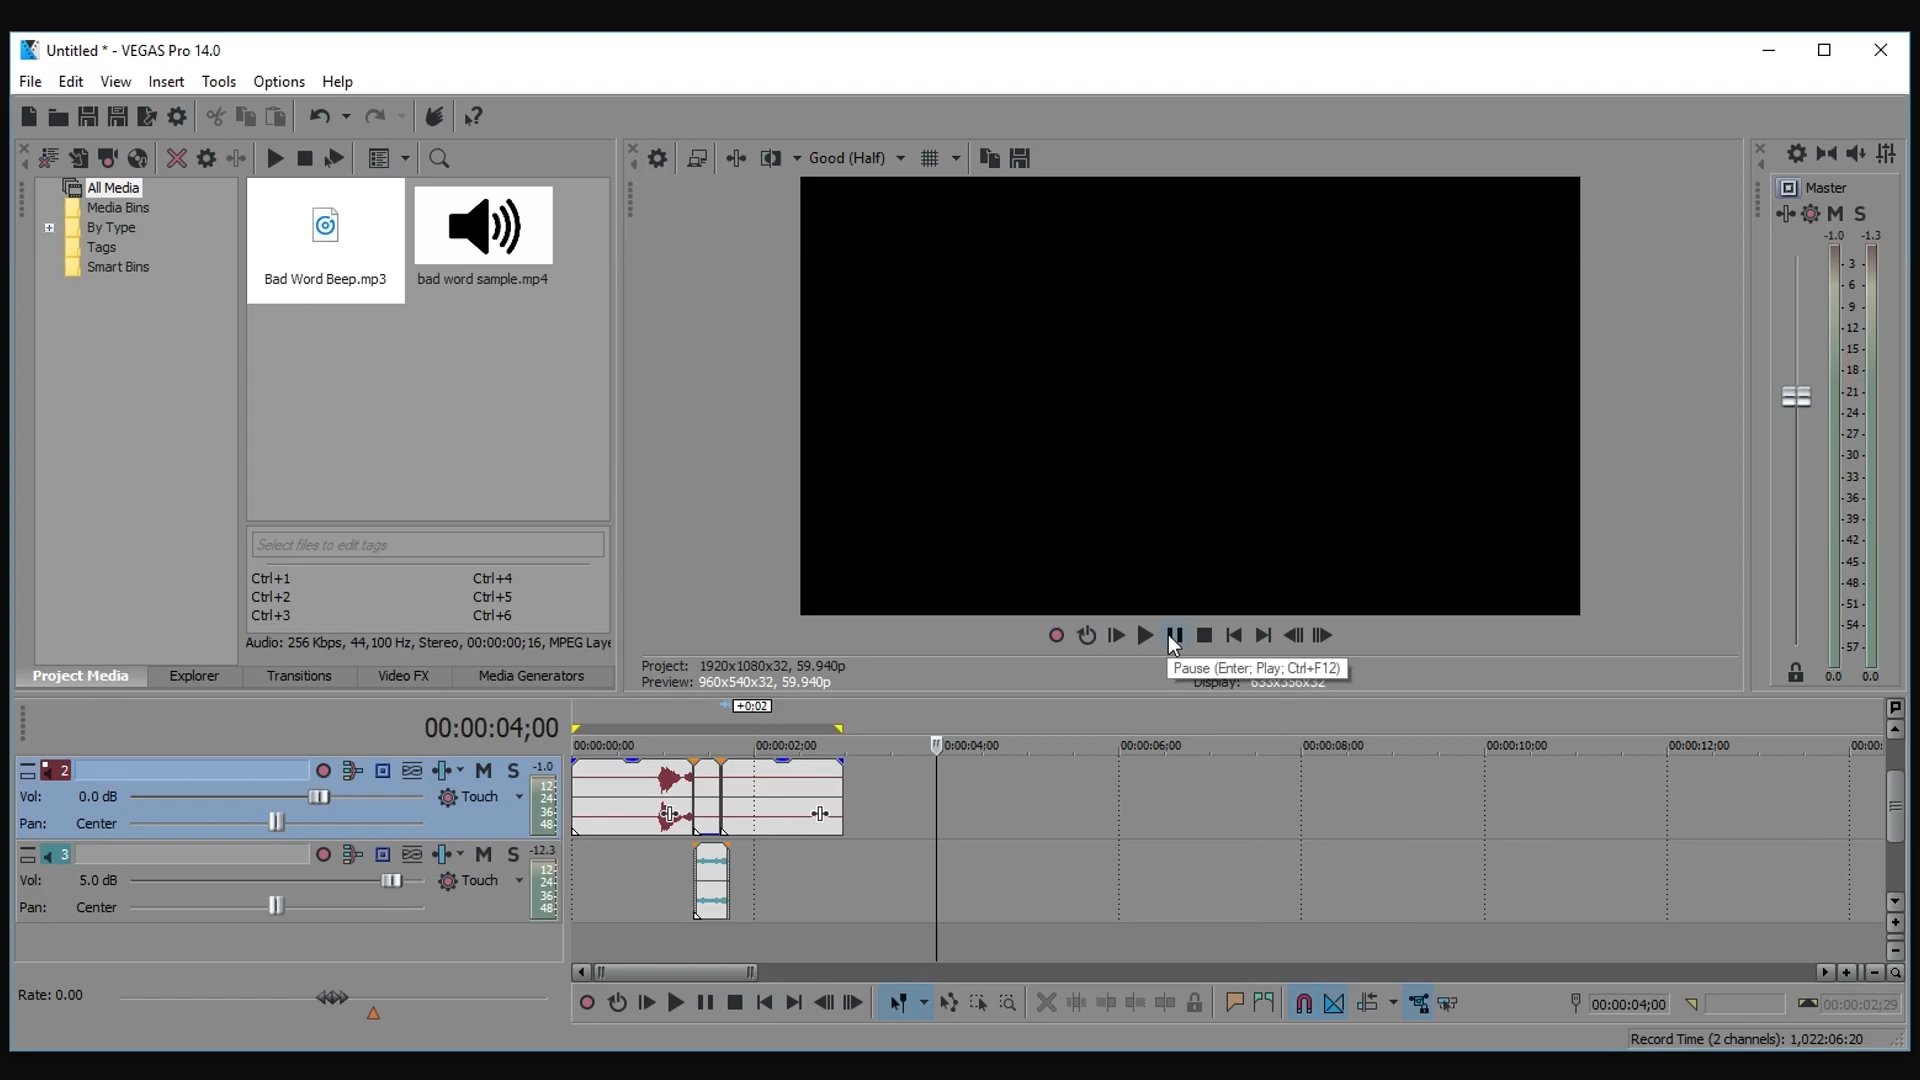 Untitled * - VEGAS Pro 14.0
File Edit View Insert Tools Options Help
Good (Half)
All Media
Media Bins
By Type
Tags
Smart Bins
Bad Word Beep.mp3
bad word sample.mp4
Master
M S
-1.0 -1.3
3
6
9
12
15
18
21
24
27
30
33
36
39
42
45
48
51
54
57
0.0 0.0
Select files to edit tags
Ctrl+1 Ctrl+4
Ctrl+2 Ctrl+5
Ctrl+3 Ctrl+6
Audio: 256 Kbps, 44,100 Hz, Stereo, 00:00:00;16, MPEG Laye
Project Media Explorer Transitions Video FX Media Generators
Project: 1920x1080x32, 59.940p
Preview: 960x540x32, 59.940p
Pause (Enter; Play; Ctrl+F12)
Display: 633x356x32
+0;02
00:00:04;00
00:00:00;00 00:00:02;00 0:00:04;00 00:00:06;00 00:00:08;00 00:00:10;00 00:00:12;00 00:00:
2 M S -1.0
Vol: 0.0 dB Touch
Pan: Center
12
24
36
48
3 M S -12.3
Vol: 5.0 dB Touch
Pan: Center
12
24
36
48
Rate: 0.00
00:00:04;00 00:00:02;29
Record Time (2 channels): 1,022:06:20